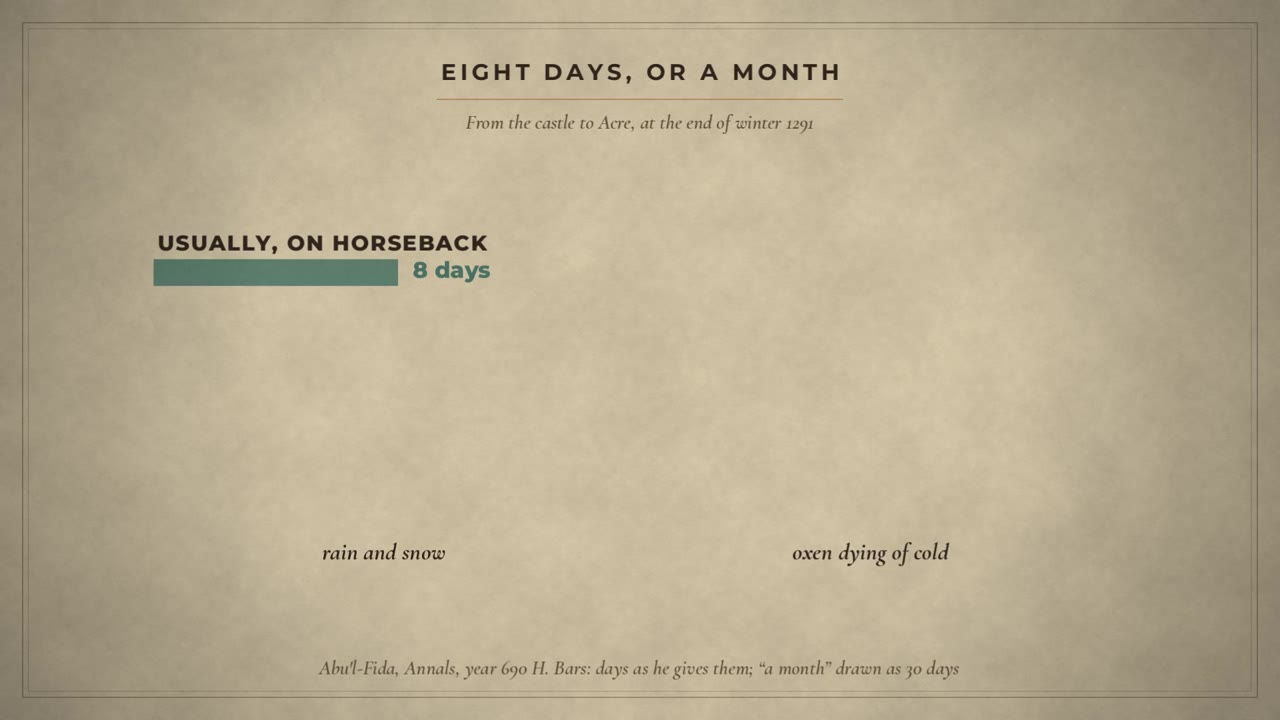 EIGHT DAYS, OR A MONTH
From the castle to Acre, at the end of winter 1291
USUALLY, ON HORSEBACK
8 days
rain and snow
oxen dying of cold
Abu'l-Fida, Annals, year 690 H. Bars: days as he gives them; “a month” drawn as 30 days